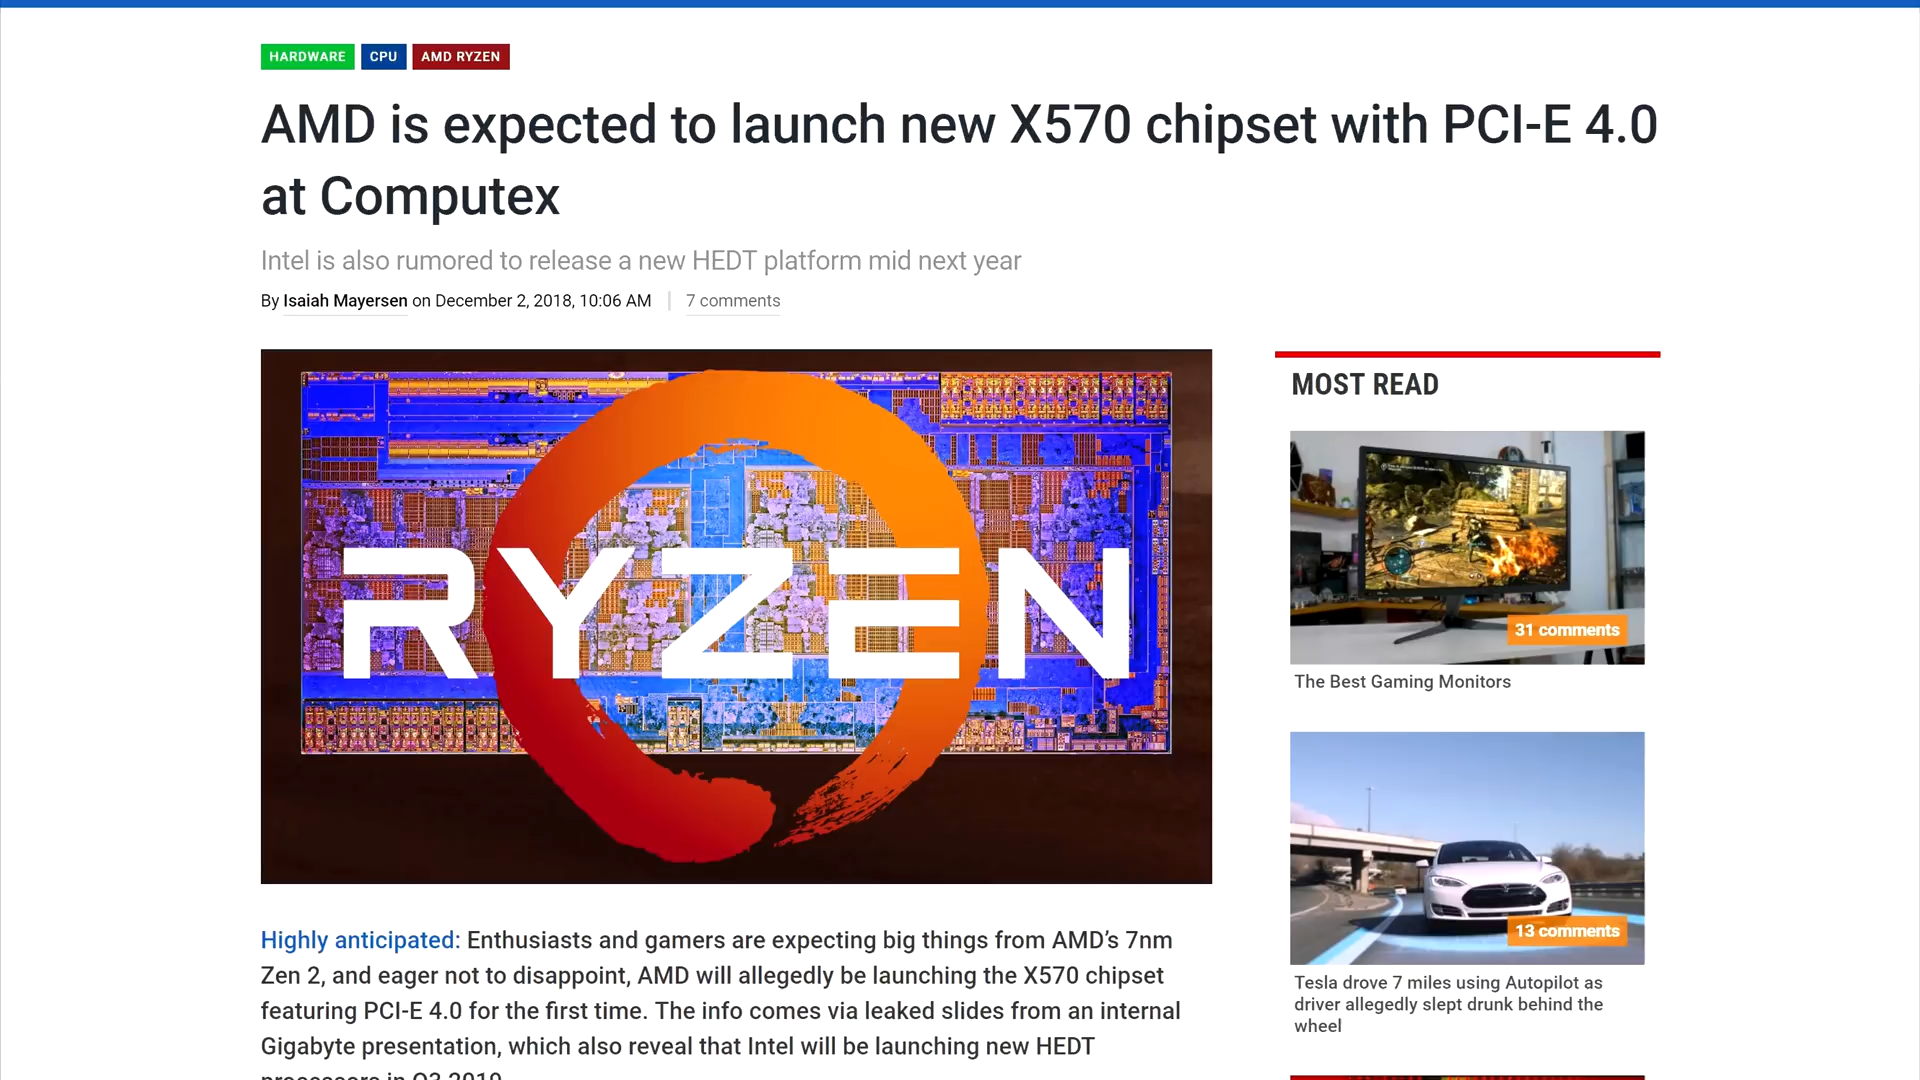 HARDWARE CPU AMD RYZEN
AMD is expected to launch new X570 chipset with PCI-E 4.0
at Computex
Intel is also rumored to release a new HEDT platform mid next year
By Isaiah Mayersen on December 2, 2018, 10:06 AM 7 comments
RYZEN
Highly anticipated: Enthusiasts and gamers are expecting big things from AMD’s 7nm
Zen 2, and eager not to disappoint, AMD will allegedly be launching the X570 chipset
featuring PCI-E 4.0 for the first time. The info comes via leaked slides from an internal
Gigabyte presentation, which also reveal that Intel will be launching new HEDT
processors in Q3 2019.
MOST READ
31 comments
The Best Gaming Monitors
13 comments
Tesla drove 7 miles using Autopilot as
driver allegedly slept drunk behind the
wheel